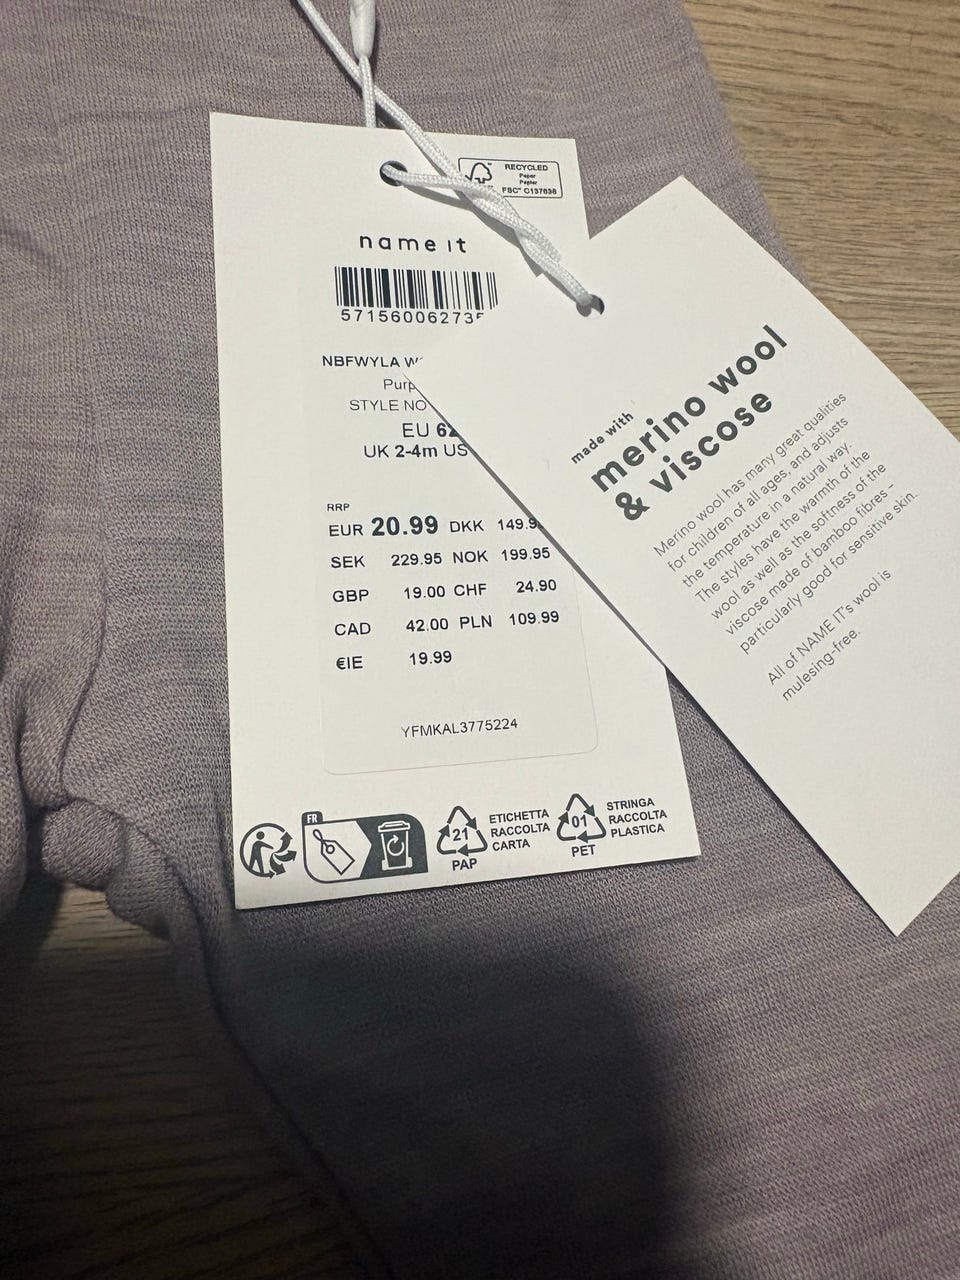 RECYCLED
Paper
Papier
FSC™ C137838
name it
57156006273
NBFWYLA
STYLE NO
EU
UK 2-4m US
RRP
EUR 20.99 DKK 149.9
SEK 229.95 NOK 199.95
GBP 19.00 CHF 24.90
CAD 42.00 PLN 109.99
€IE 19.99
YFMKAL3775224
FR
21
PAP
ETICHETTA
RACCOLTA
CARTA
01
PET
STRINGA
RACCOLTA
PLASTICA
made with
merino wool
& viscose
Merino wool has many great qualities
for children of all ages, and adjusts
the temperature in a natural way.
The styles have the warmth of the
wool as well as the softness of the
viscose made of bamboo fibres –
particularly good for sensitive skin.
All of NAME IT's wool is
mulesing-free.